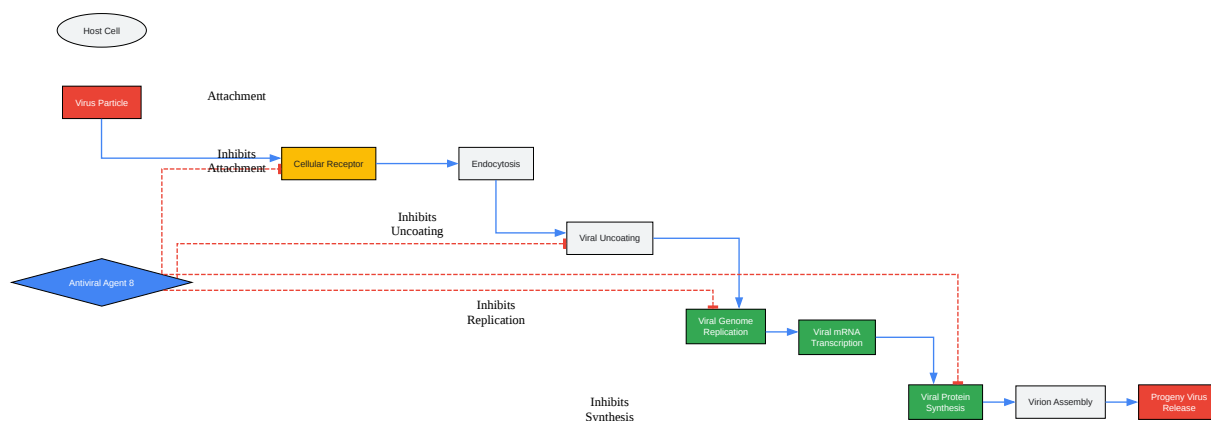 Host Cell
Virus Particle
Attachment
Inhibits
Attachment
Cellular Receptor
Endocytosis
Inhibits
Uncoating
Viral Uncoating
Antiviral Agent 8
Inhibits
Replication
Viral Genome
Replication
Viral mRNA
Transcription
Inhibits
Synthesis
Viral Protein
Synthesis
Virion Assembly
Progeny Virus
Release